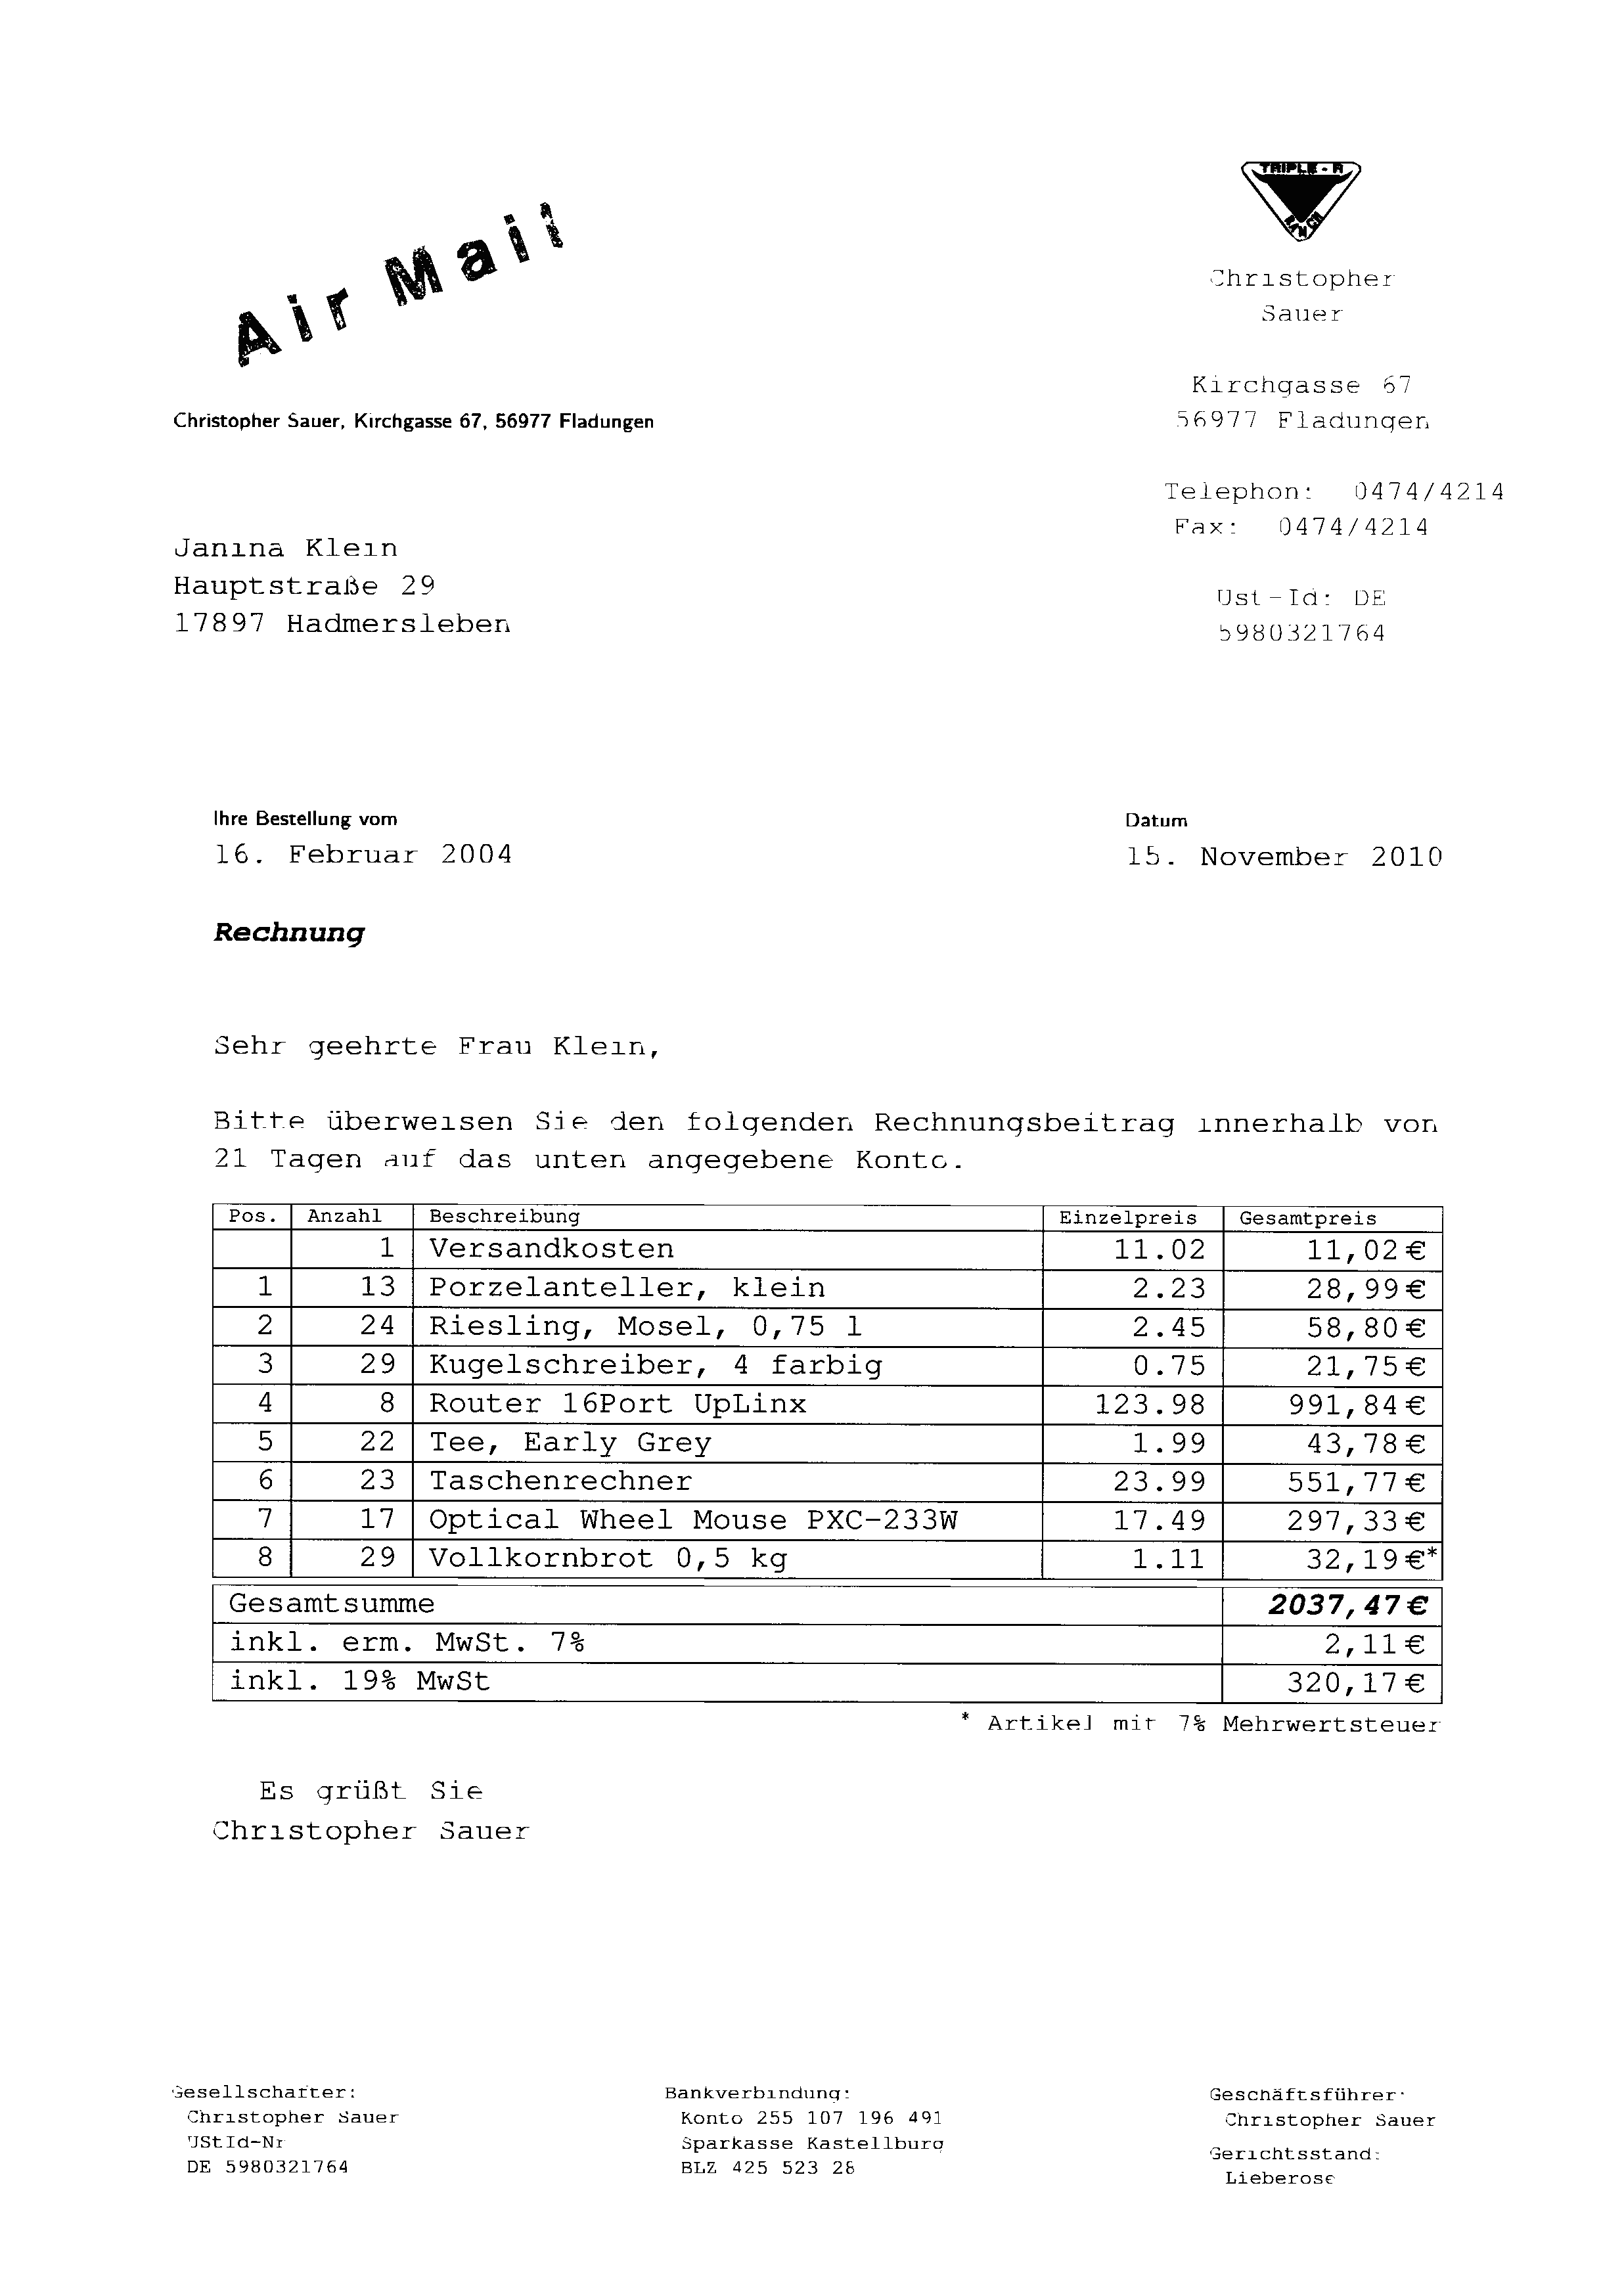 TRIPLE-R
RANCH
Air Mail
Christopher
Sauer
Kirchgasse 67
56977 Fladungen
Christopher Sauer, Kirchgasse 67, 56977 Fladungen
Telephon: 0474/4214
Fax: 0474/4214
Janina Klein
Hauptstraße 29
17897 Hadmersleben
Ust-Id: DE
5980321764
Ihre Bestellung vom
16. Februar 2004
Datum
15. November 2010
Rechnung
Sehr geehrte Frau Klein,
Bitte überweisen Sie den folgenden Rechnungsbeitrag innerhalb von
21 Tagen auf das unten angegebene Konto.
Pos. Anzahl Beschreibung Einzelpreis Gesamtpreis
1 Versandkosten 11.02 11,02€
1 13 Porzelanteller, klein 2.23 28,99€
2 24 Riesling, Mosel, 0,75 l 2.45 58,80€
3 29 Kugelschreiber, 4 farbig 0.75 21,75€
4 8 Router 16Port UpLinx 123.98 991,84€
5 22 Tee, Early Grey 1.99 43,78€
6 23 Taschenrechner 23.99 551,77€
7 17 Optical Wheel Mouse PXC-233W 17.49 297,33€
8 29 Vollkornbrot 0,5 kg 1.11 32,19€*
Gesamtsumme 2037,47€
inkl. erm. MwSt. 7% 2,11€
inkl. 19% MwSt 320,17€
* Artikel mit 7% Mehrwertsteuer
Es grüßt Sie
Christopher Sauer
Gesellschafter:
Christopher Sauer
UStId-Nr
DE 5980321764
Bankverbindung:
Konto 255 107 196 491
Sparkasse Kastellburg
BLZ 425 523 28
Geschäftsführer:
Christopher Sauer
Gerichtsstand:
Lieberose